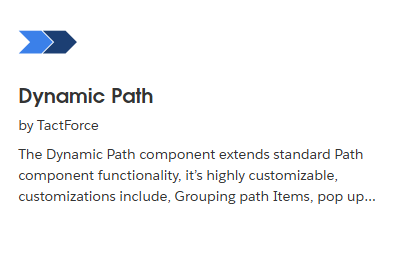 Dynamic Path
by TactForce
The Dynamic Path component extends standard Path
component functionality, it's highly customizable,
customizations include, Grouping path Items, pop up...